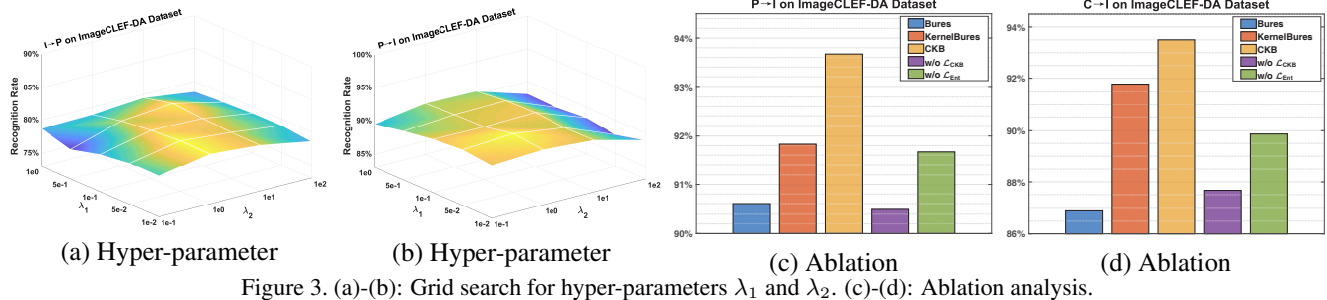 I→P on ImageCLEF-DA Dataset
90%
85%
80%
75%
Recognition Rate
1e0
5e-1
1e-1
5e-2
1e-2
λ1
1e-1
1e0
1e1
1e2
λ2
(a) Hyper-parameter
P→I on ImageCLEF-DA Dataset
100%
95%
90%
85%
83%
Recognition Rate
1e0
5e-1
1e-1
5e-2
1e-2
λ1
1e-1
1e0
1e1
1e2
λ2
(b) Hyper-parameter
P→I on ImageCLEF-DA Dataset
94%
93%
92%
91%
90%
Bures
KernelBures
CKB
w/o ℒCKB
w/o ℒEnt
(c) Ablation
C→I on ImageCLEF-DA Dataset
94%
92%
90%
88%
86%
Bures
KernelBures
CKB
w/o ℒCKB
w/o ℒEnt
(d) Ablation
Figure 3. (a)-(b): Grid search for hyper-parameters λ1 and λ2. (c)-(d): Ablation analysis.